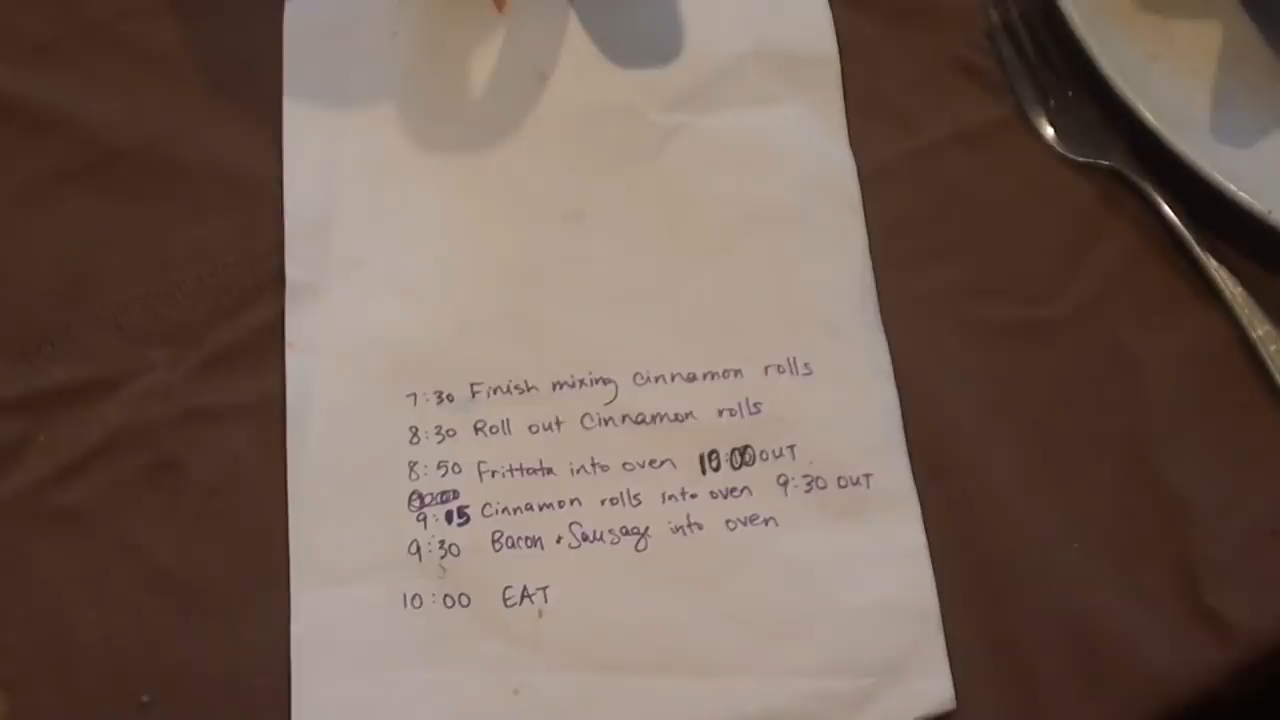 7:30 Finish mixing cinnamon rolls
8:30 Roll out Cinnamon rolls
8:50 Frittata into oven 10:00 OUT
9:15 Cinnamon rolls into oven 9:30 OUT
9:30 Bacon + Sausage into oven
10:00 EAT